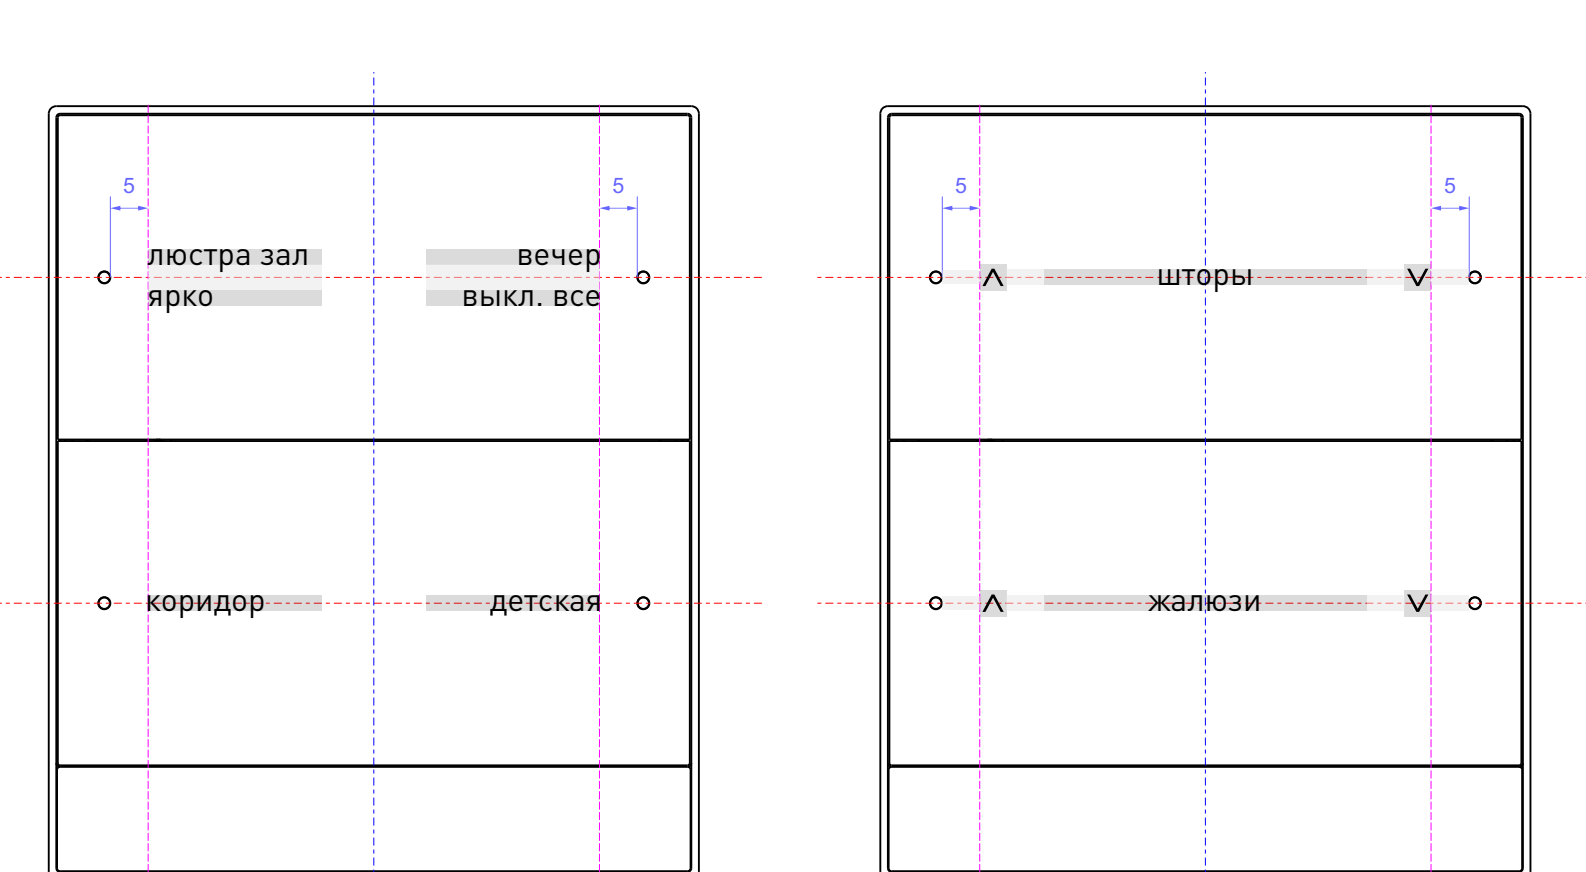 5 5
люстра зал вечер
ярко выкл. все
коридор детская
5 5
шторы
жалюзи